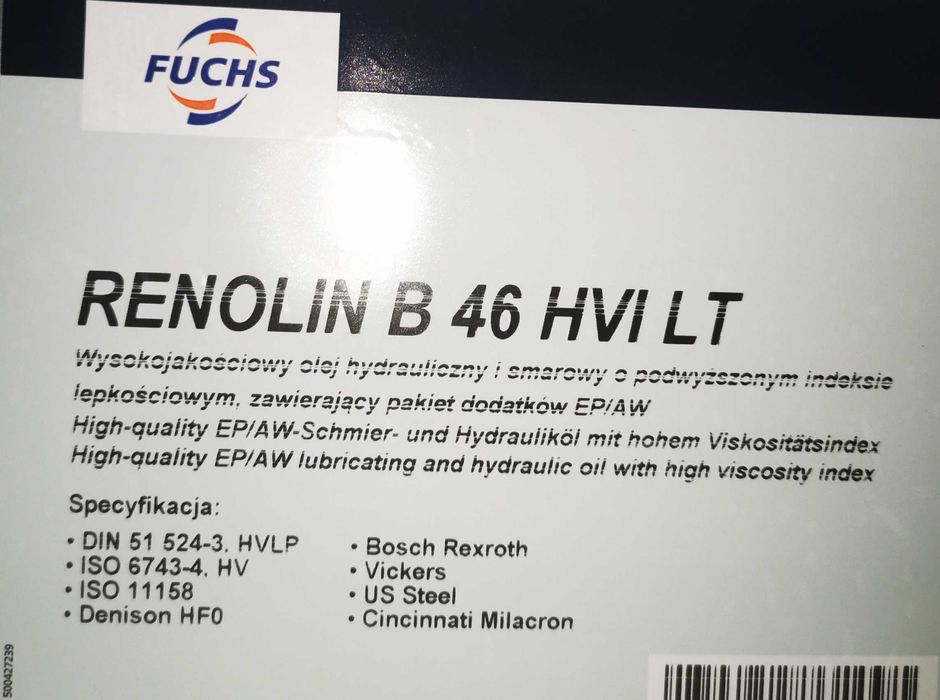 FUCHS
RENOLIN B 46 HVI LT
Wysokojakościowy olej hydrauliczny i smarowy o podwyższonym indeksie
lepkościowym, zawierający pakiet dodatków EP/AW
High-quality EP/AW-Schmier- und Hydrauliköl mit hohem Viskositätsindex
High-quality EP/AW lubricating and hydraulic oil with high viscosity index
Specyfikacja:
• DIN 51 524-3, HVLP
• ISO 6743-4, HV
• ISO 11158
• Denison HF0
• Bosch Rexroth
• Vickers
• US Steel
• Cincinnati Milacron
500427239